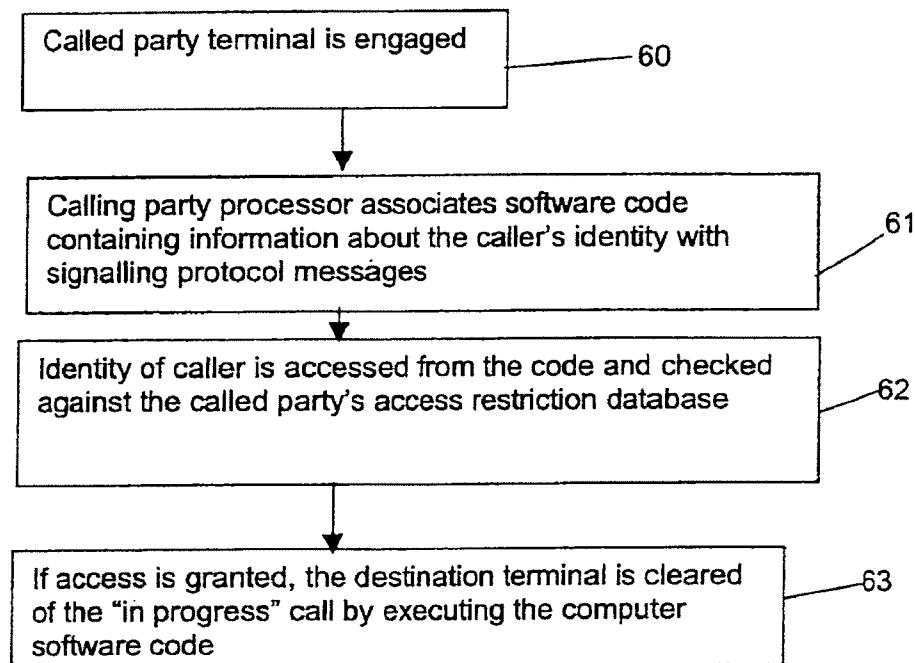 Called party terminal is engaged
60
Calling party processor associates software code
containing information about the caller's identity with
signalling protocol messages
61
Identity of caller is accessed from the code and checked
against the called party's access restriction database
62
If access is granted, the destination terminal is cleared
of the "in progress" call by executing the computer
software code
63